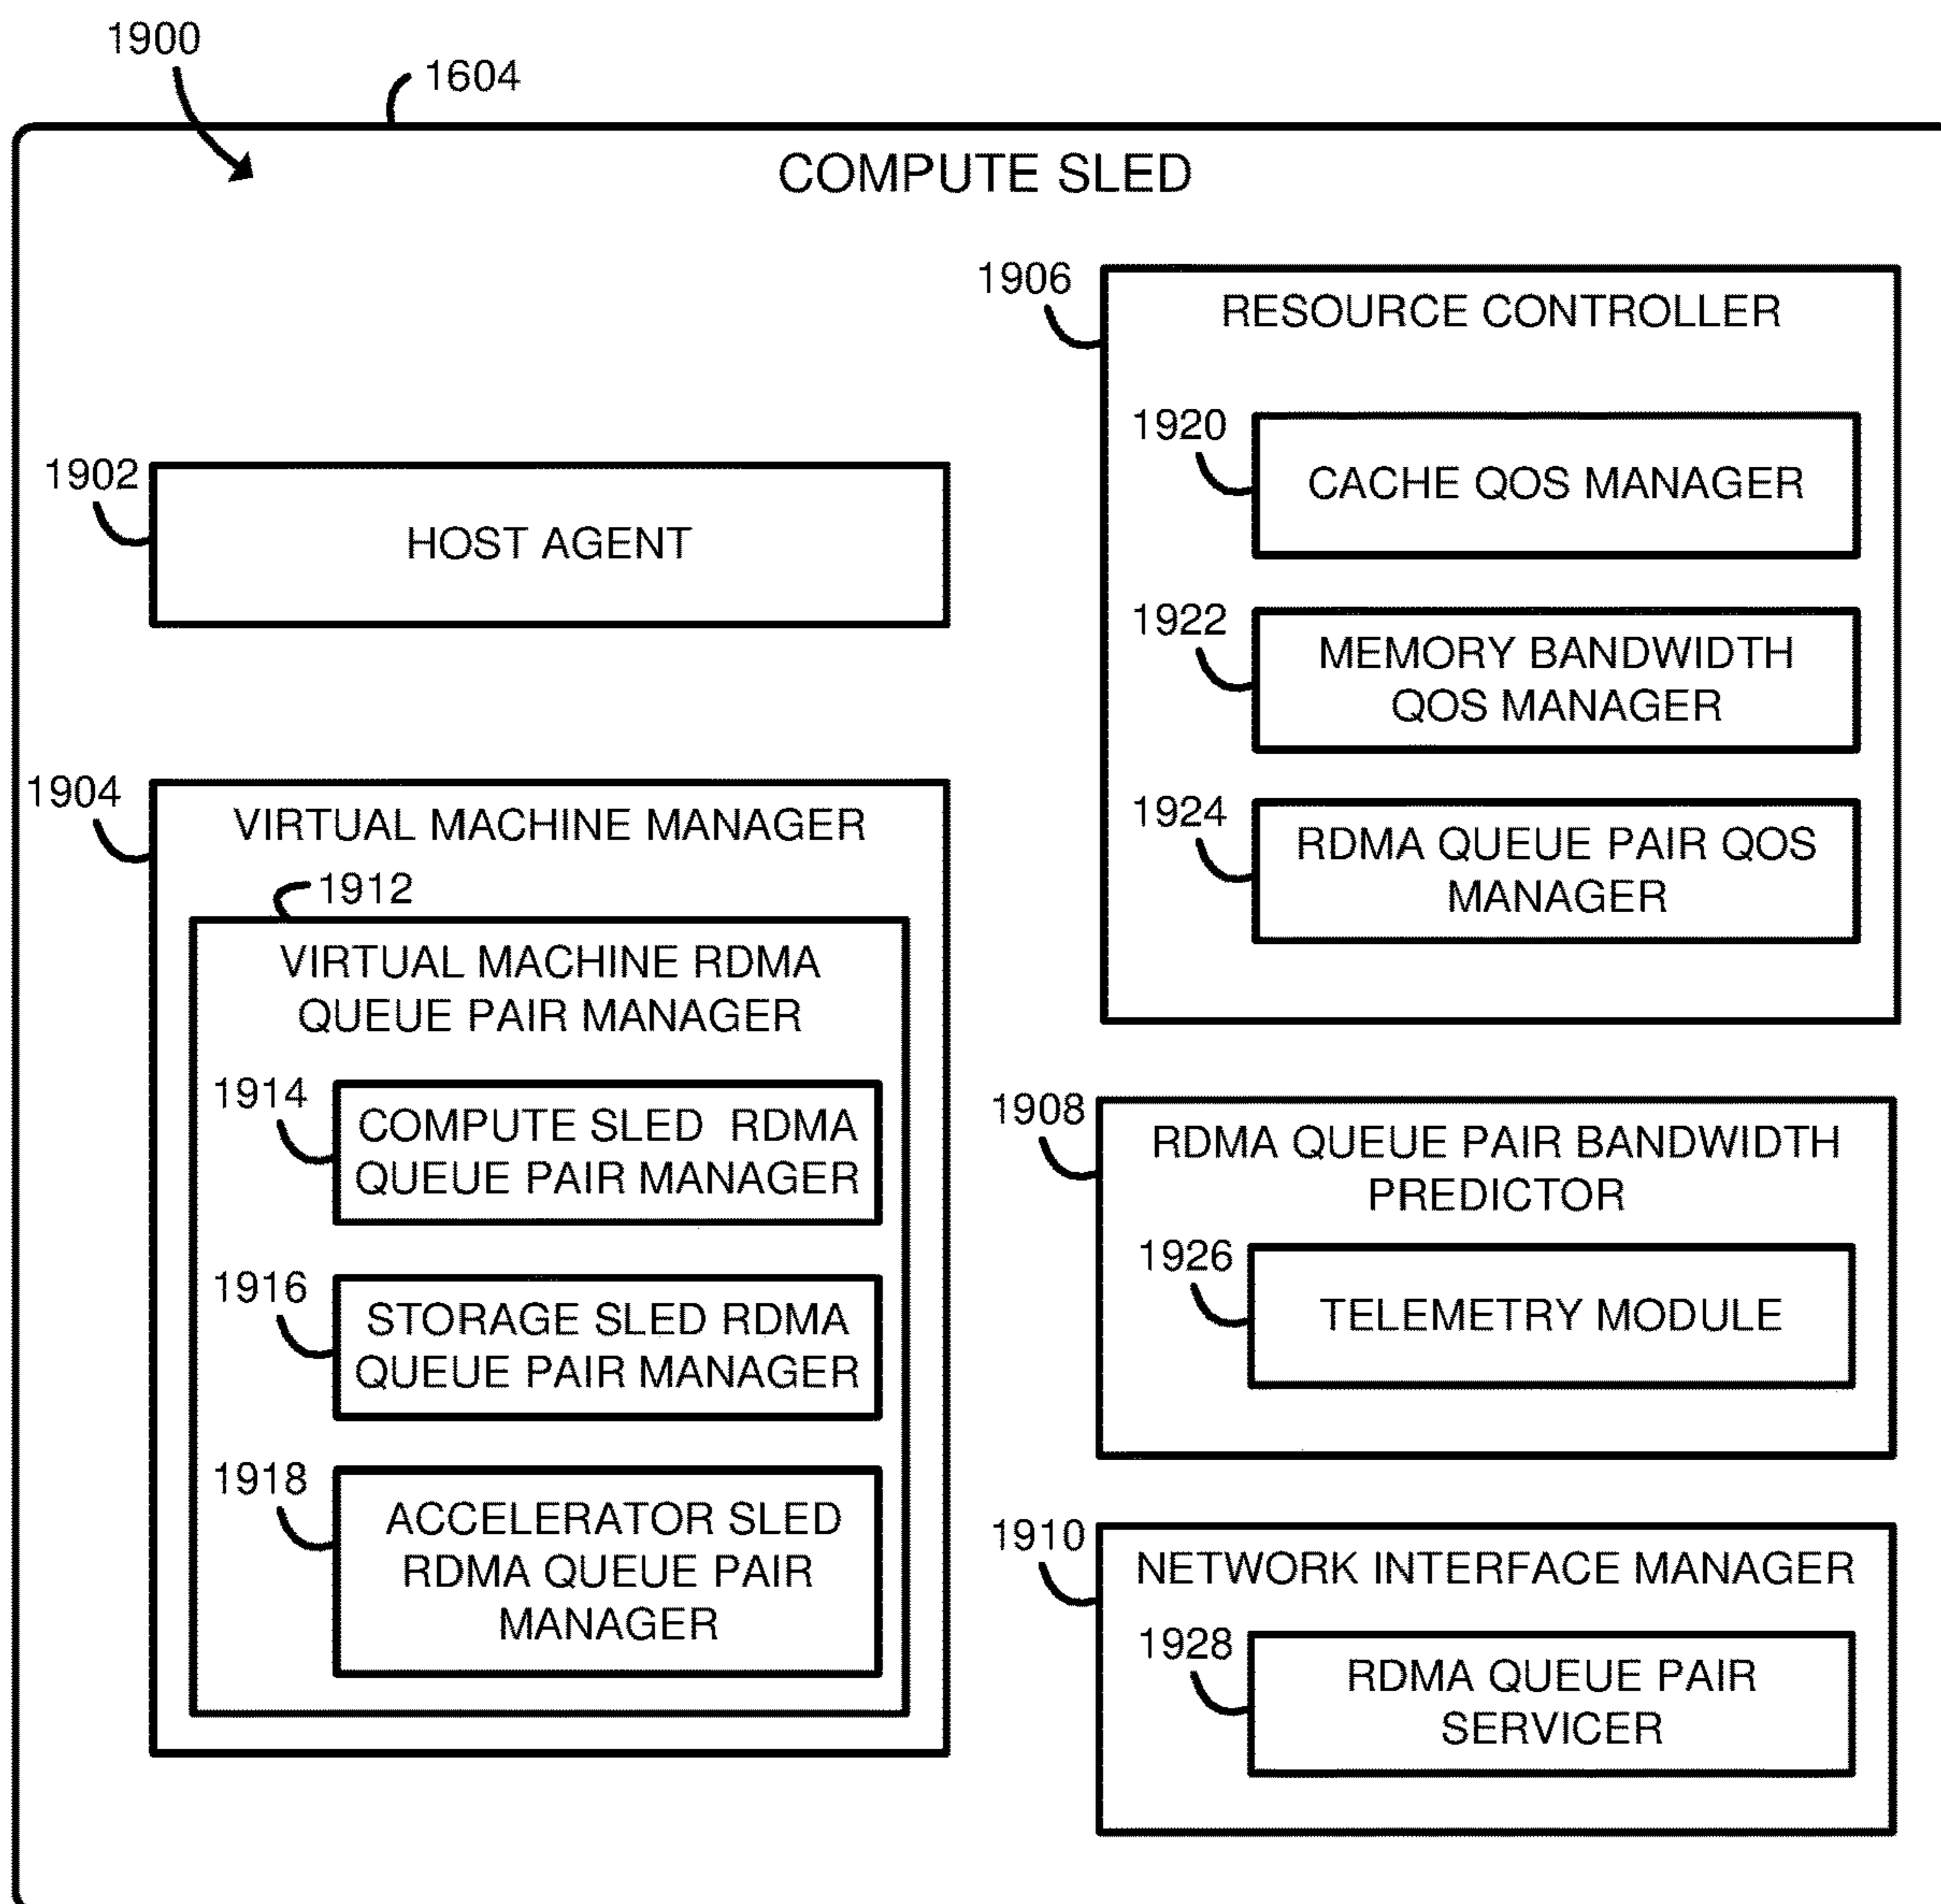 1900
1604
COMPUTE SLED
1902
HOST AGENT
1904
VIRTUAL MACHINE MANAGER
1912
VIRTUAL MACHINE RDMA
QUEUE PAIR MANAGER
1914
COMPUTE SLED RDMA
QUEUE PAIR MANAGER
1916
STORAGE SLED RDMA
QUEUE PAIR MANAGER
1918
ACCELERATOR SLED
RDMA QUEUE PAIR
MANAGER
1906
RESOURCE CONTROLLER
1920
CACHE QOS MANAGER
1922
MEMORY BANDWIDTH
QOS MANAGER
1924
RDMA QUEUE PAIR QOS
MANAGER
1908
RDMA QUEUE PAIR BANDWIDTH
PREDICTOR
1926
TELEMETRY MODULE
1910
NETWORK INTERFACE MANAGER
1928
RDMA QUEUE PAIR
SERVICER